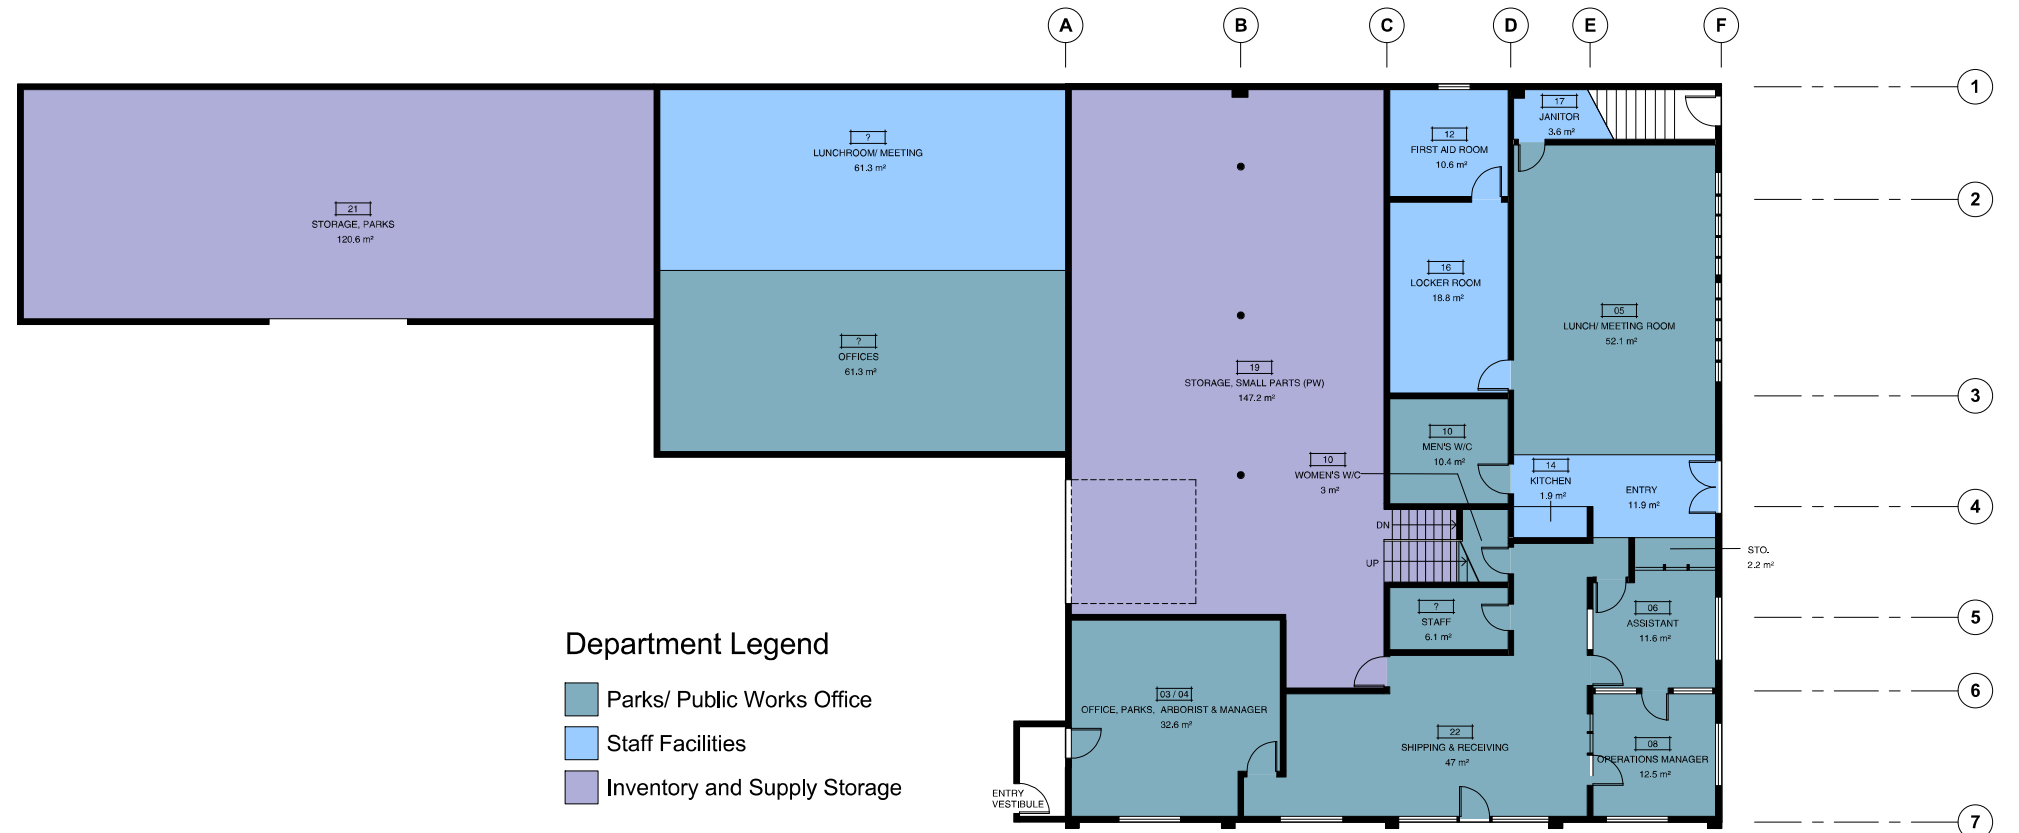 A B C D E F
1
2
3
4
5
6
7
21
STORAGE, PARKS
120.6 m²
?
LUNCHROOM/ MEETING
61.3 m²
?
OFFICES
61.3 m²
19
STORAGE, SMALL PARTS (PW)
147.2 m²
10
WOMEN'S W/C
3 m²
12
FIRST AID ROOM
10.6 m²
17
JANITOR
3.6 m²
16
LOCKER ROOM
18.8 m²
05
LUNCH/ MEETING ROOM
52.1 m²
10
MEN'S W/C
10.4 m²
14
KITCHEN
1.9 m²
ENTRY
11.9 m²
DN
UP
STO.
2.2 m²
?
STAFF
6.1 m²
06
ASSISTANT
11.6 m²
03 / 04
OFFICE, PARKS, ARBORIST & MANAGER
32.6 m²
22
SHIPPING & RECEIVING
47 m²
08
OPERATIONS MANAGER
12.5 m²
ENTRY
VESTIBULE
Department Legend
Parks/ Public Works Office
Staff Facilities
Inventory and Supply Storage